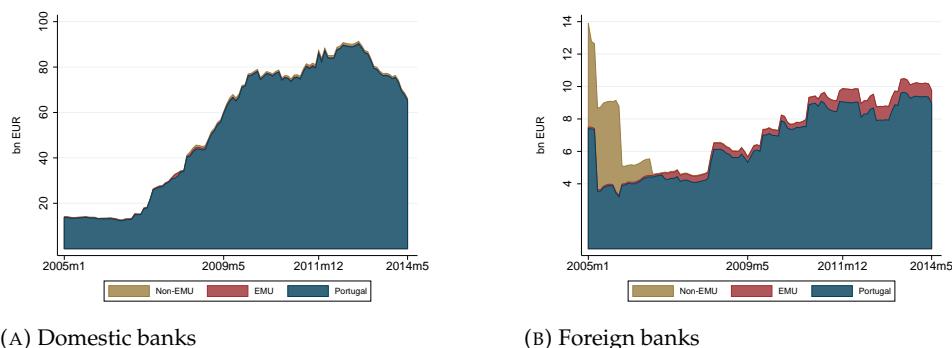 100
80
60
40
20
bn EUR
2005m1
2009m5
2011m12
2014m5
Non-EMU
EMU
Portugal
(A) Domestic banks
14
12
10
8
6
4
bn EUR
2005m1
2009m5
2011m12
2014m5
Non-EMU
EMU
Portugal
(B) Foreign banks